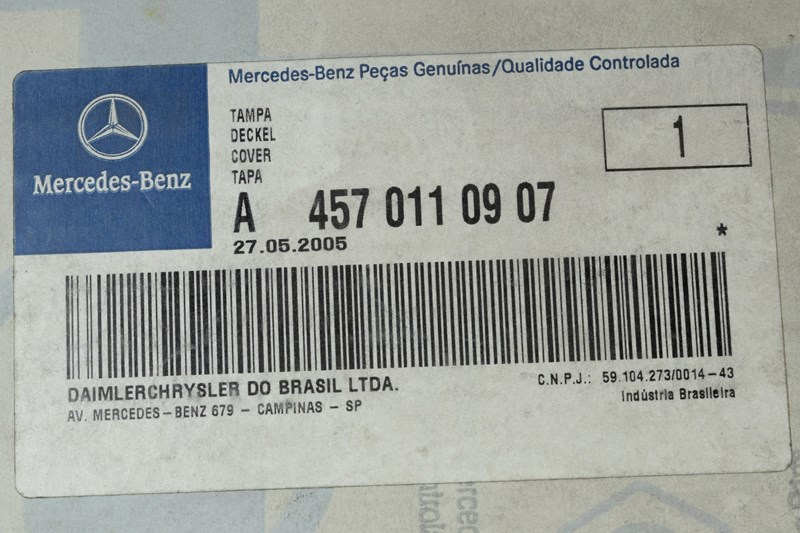 Mercedes-Benz Peças Genuínas/Qualidade Controlada
Mercedes-Benz
TAMPA
DECKEL
COVER
TAPA
1
A 457 011 09 07
27.05.2005
*
DAIMLERCHRYSLER DO BRASIL LTDA.
AV. MERCEDES-BENZ 679 - CAMPINAS - SP
C.N.P.J.: 59.104.273/0014-43
Indústria Brasileira